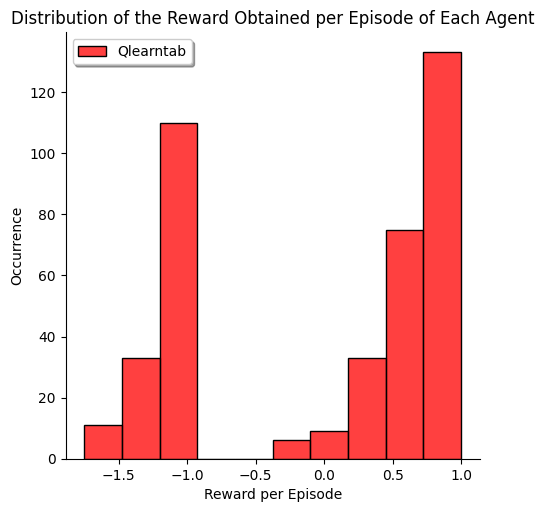 Distribution of the Reward Obtained per Episode of Each Agent
Qlearntab
Occurrence
120
100
80
60
40
20
0
−1.5 −1.0 −0.5 0.0 0.5 1.0
Reward per Episode